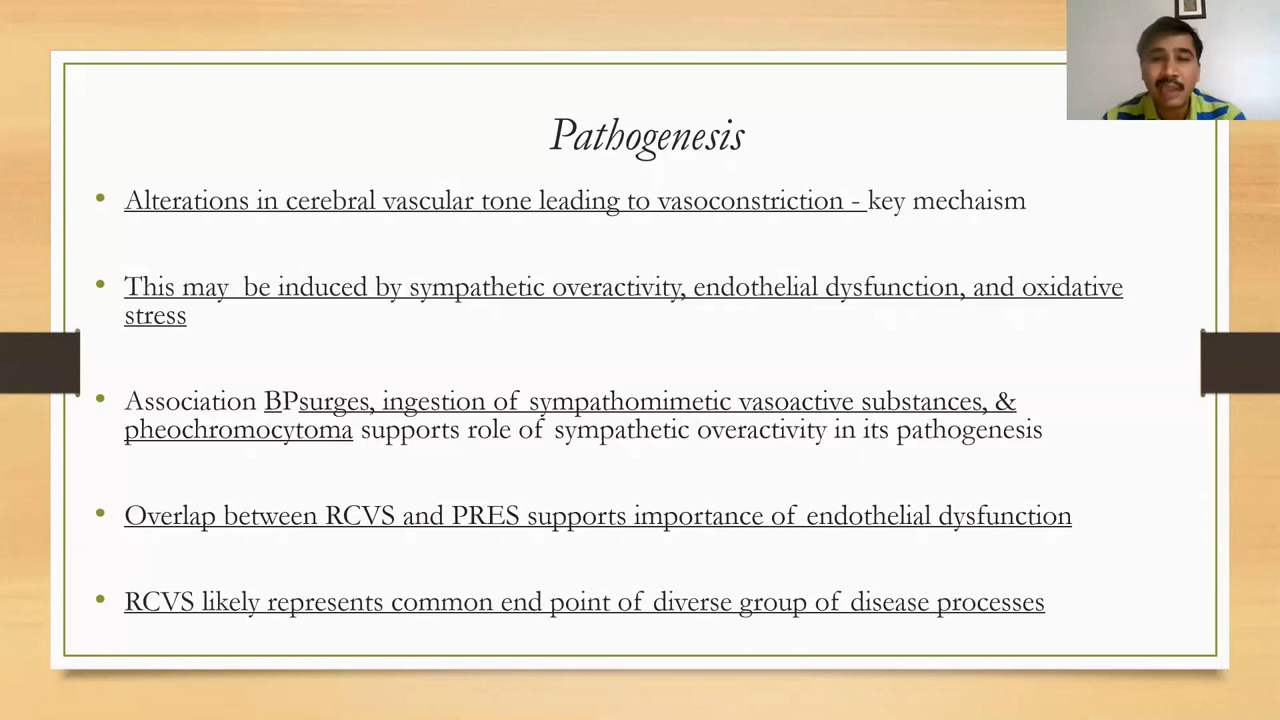 Pathogenesis
• Alterations in cerebral vascular tone leading to vasoconstriction - key mechaism
• This may  be induced by sympathetic overactivity, endothelial dysfunction, and oxidative
stress
• Association BPsurges, ingestion of sympathomimetic vasoactive substances, &
pheochromocytoma supports role of sympathetic overactivity in its pathogenesis
• Overlap between RCVS and PRES supports importance of endothelial dysfunction
• RCVS likely represents common end point of diverse group of disease processes